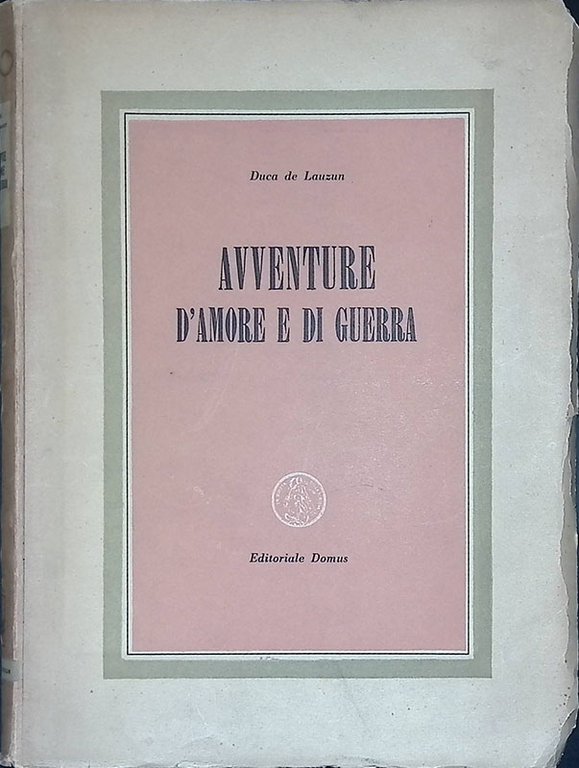 Duca de Lauzun
AVVENTURE
D'AMORE E DI GUERRA
Editoriale Domus